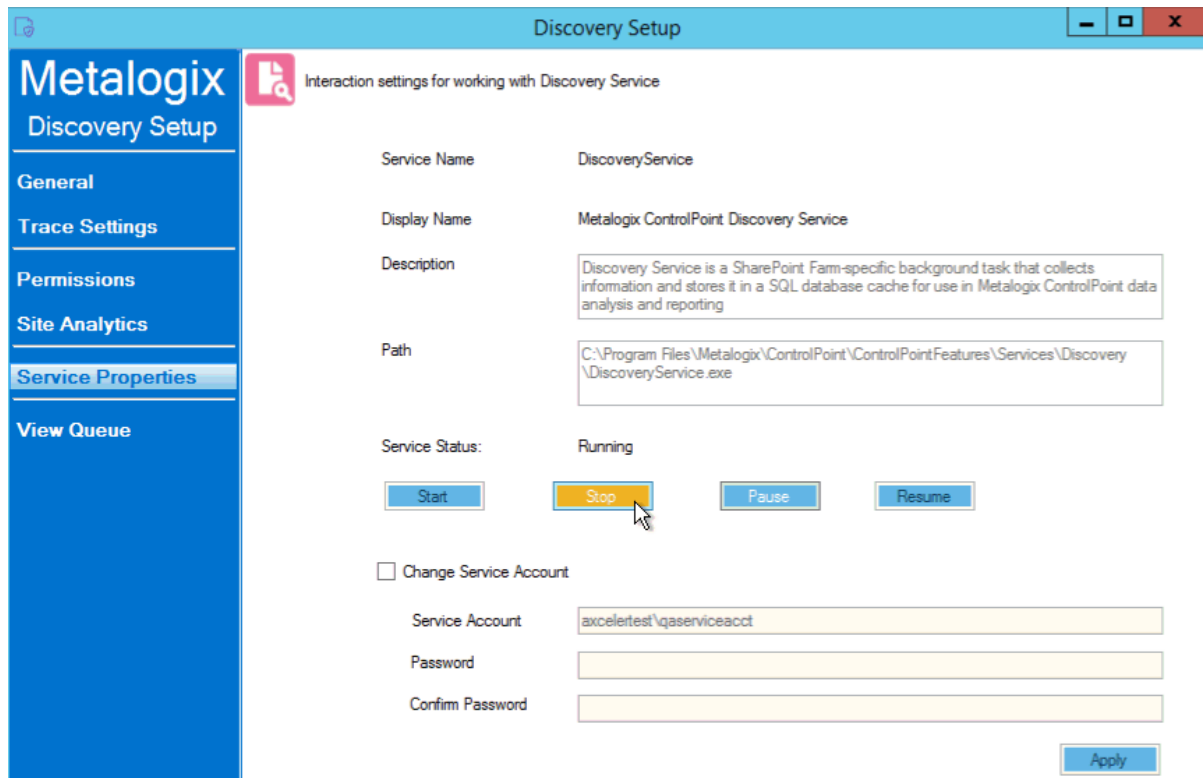 Discovery Setup
Metalogix
Discovery Setup
General
Trace Settings
Permissions
Site Analytics
Service Properties
View Queue
Interaction settings for working with Discovery Service
Service Name DiscoveryService
Display Name Metalogix ControlPoint Discovery Service
Description Discovery Service is a SharePoint Farm-specific background task that collects
information and stores it in a SQL database cache for use in Metalogix ControlPoint data
analysis and reporting
Path C:\Program Files\Metalogix\ControlPoint\ControlPointFeatures\Services\Discovery
\DiscoveryService.exe
Service Status: Running
Start Stop Pause Resume
Change Service Account
Service Account axcelertest\qaserviceacct
Password
Confirm Password
Apply